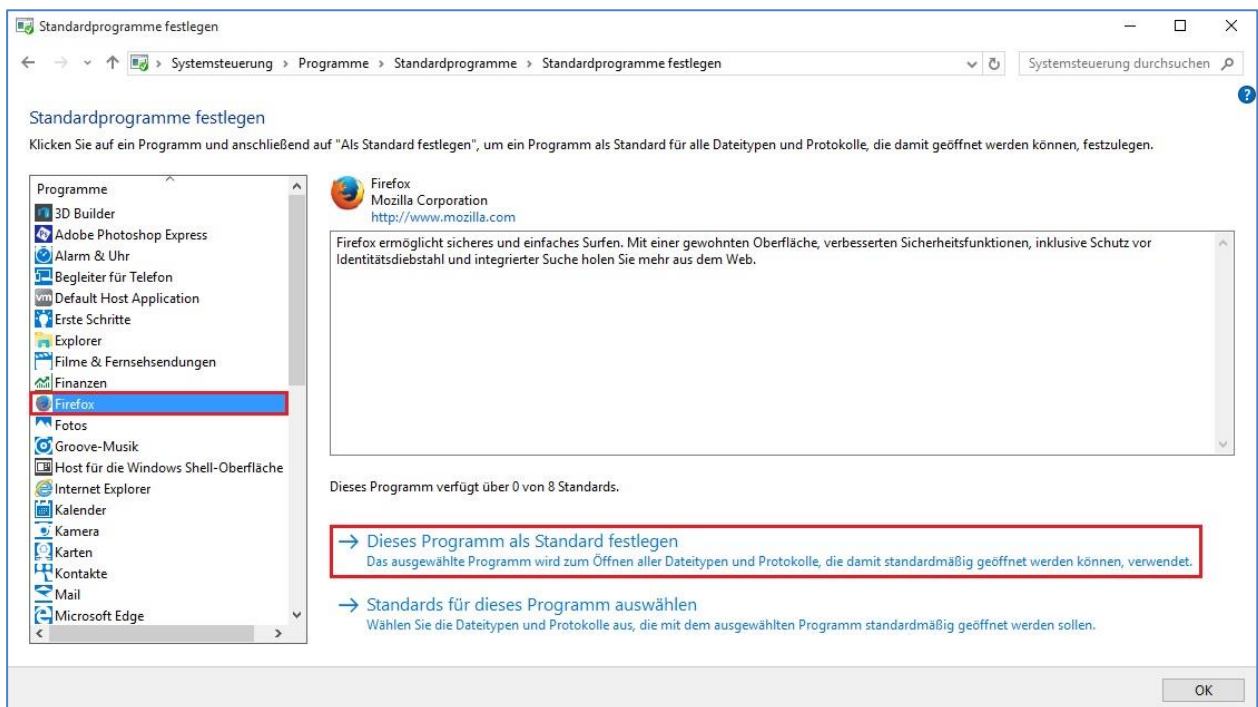 Standardprogramme festlegen
Systemsteuerung > Programme > Standardprogramme > Standardprogramme festlegen
Systemsteuerung durchsuchen
?
Standardprogramme festlegen
Klicken Sie auf ein Programm und anschließend auf "Als Standard festlegen", um ein Programm als Standard für alle Dateitypen und Protokolle, die damit geöffnet werden können, festzulegen.
Programme
3D Builder
Adobe Photoshop Express
Alarm & Uhr
Begleiter für Telefon
vm Default Host Application
Erste Schritte
Explorer
Filme & Fernsehsendungen
Finanzen
Firefox
Fotos
Groove-Musik
Host für die Windows Shell-Oberfläche
Internet Explorer
Kalender
Kamera
Karten
Kontakte
Mail
Microsoft Edge
Firefox
Mozilla Corporation
http://www.mozilla.com
Firefox ermöglicht sicheres und einfaches Surfen. Mit einer gewohnten Oberfläche, verbesserten Sicherheitsfunktionen, inklusive Schutz vor
Identitätsdiebstahl und integrierter Suche holen Sie mehr aus dem Web.
Dieses Programm verfügt über 0 von 8 Standards.
Dieses Programm als Standard festlegen
Das ausgewählte Programm wird zum Öffnen aller Dateitypen und Protokolle, die damit standardmäßig geöffnet werden können, verwendet.
Standards für dieses Programm auswählen
Wählen Sie die Dateitypen und Protokolle aus, die mit dem ausgewählten Programm standardmäßig geöffnet werden sollen.
OK